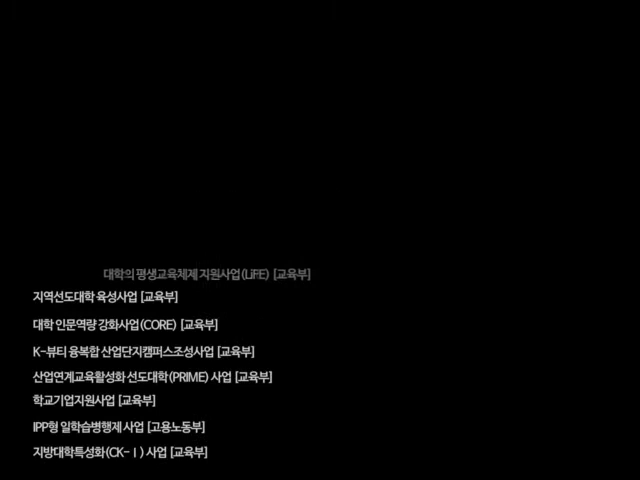 대학의 평생교육체제 지원사업(LiFE) [교육부]
지역선도대학 육성사업 [교육부]
대학 인문역량 강화사업(CORE) [교육부]
K-뷰티 융복합 산업단지캠퍼스조성사업 [교육부]
산업연계교육활성화 선도대학(PRIME) 사업 [교육부]
학교기업지원사업 [교육부]
IPP형 일학습병행제 사업 [고용노동부]
지방대학특성화(CK-Ⅰ) 사업 [교육부]